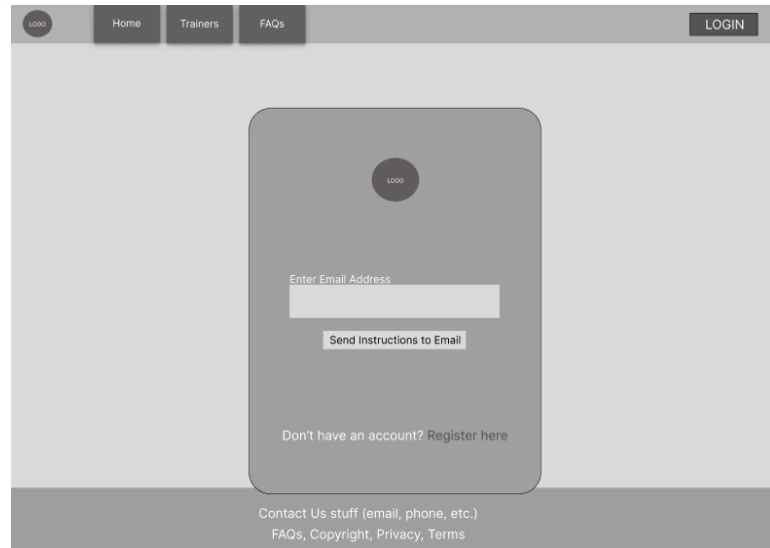 LOGO
Home
Trainers
FAQs
LOGIN
LOGO
Enter Email Address
Send Instructions to Email
Don't have an account? Register here
Contact Us stuff (email, phone, etc.)
FAQs, Copyright, Privacy, Terms